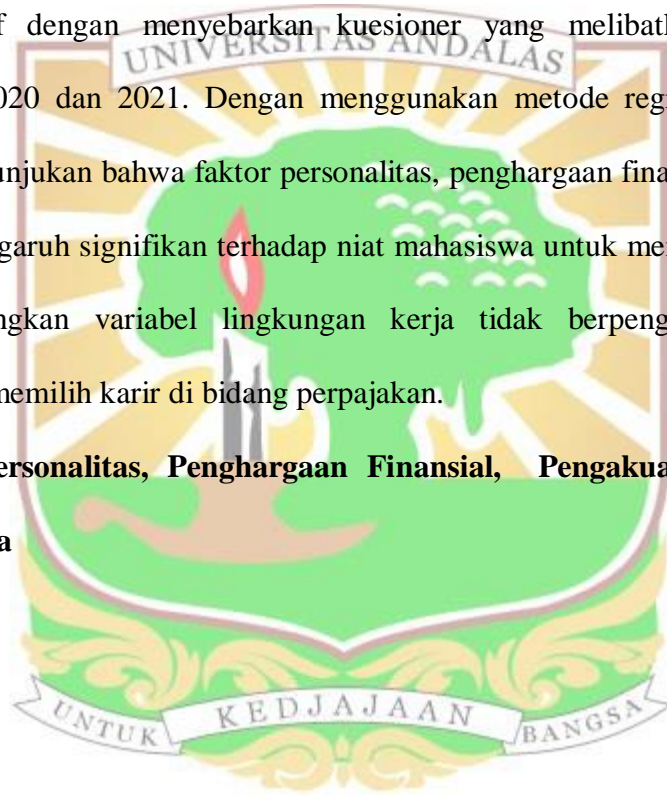 f dengan menyebarkan kuesioner yang melibat
UNIVERSITAS ANDALAS
020 dan 2021. Dengan menggunakan metode reg
unjukan bahwa faktor personalitas, penghargaan fina
garuh signifikan terhadap niat mahasiswa untuk me
ngkan variabel lingkungan kerja tidak berpeng
memilih karir di bidang perpajakan.
ersonalitas, Penghargaan Finansial, Pengakua
a
UNTUK KEDJAJAAN BANGSA